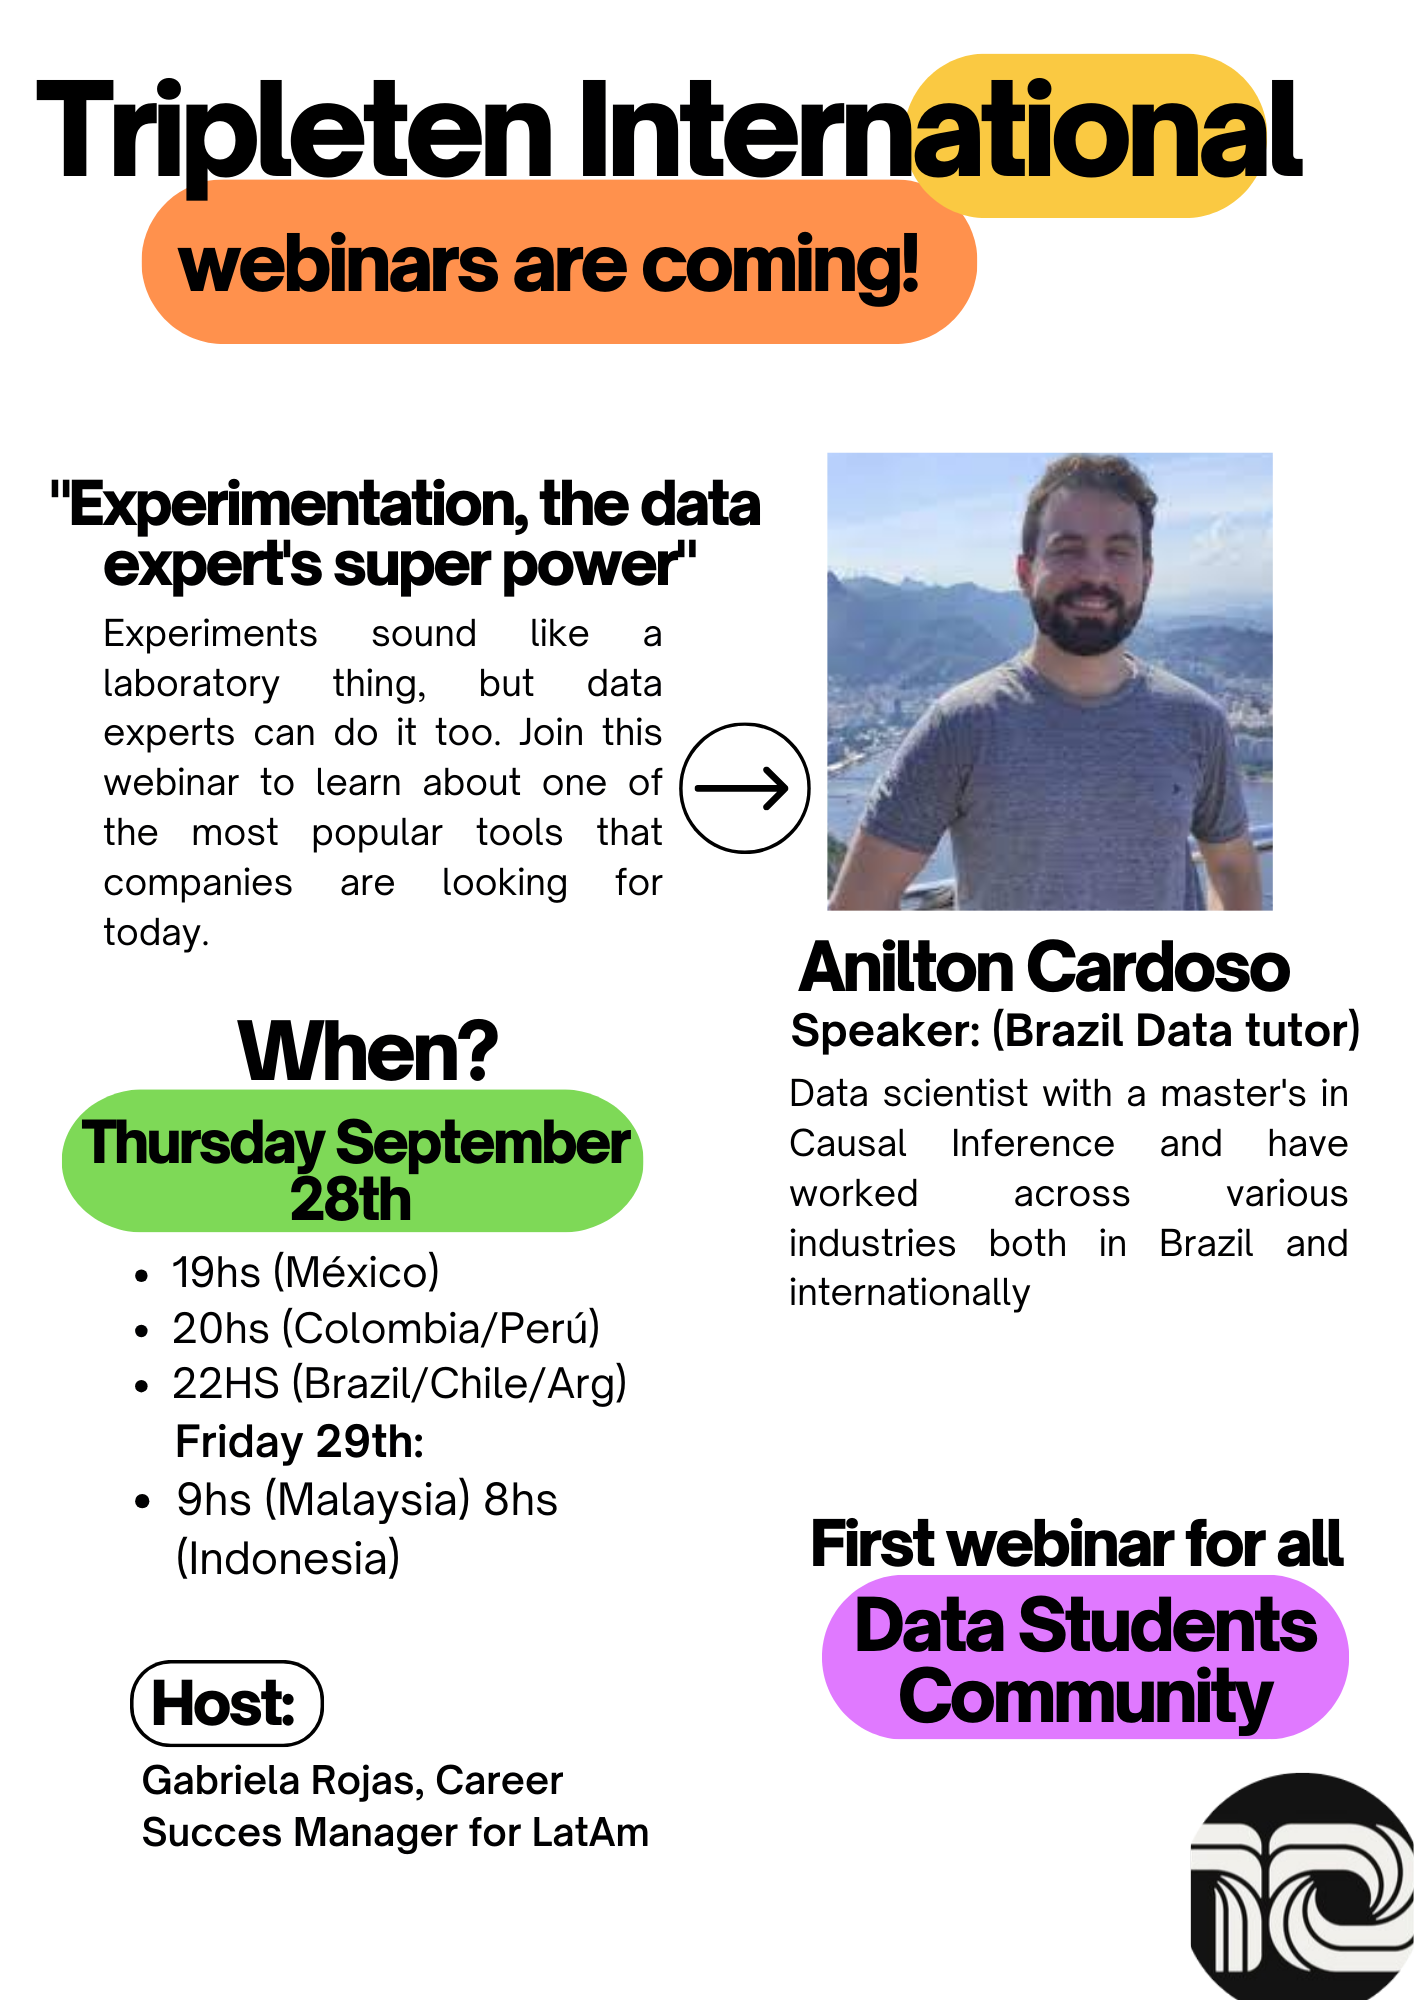 Tripleten International
webinars are coming!
"Experimentation, the data
expert's super power"
Experiments sound like a
laboratory thing, but data
experts can do it too. Join this
webinar to learn about one of
the most popular tools that
companies are looking for
today.
Anilton Cardoso
Speaker: (Brazil Data tutor)
Data scientist with a master's in
Causal Inference and have
worked across various
industries both in Brazil and
internationally
When?
Thursday September
28th
• 19hs (México)
• 20hs (Colombia/Perú)
• 22HS (Brazil/Chile/Arg)
Friday 29th:
• 9hs (Malaysia) 8hs
(Indonesia)
Host:
Gabriela Rojas, Career
Succes Manager for LatAm
First webinar for all
Data Students
Community